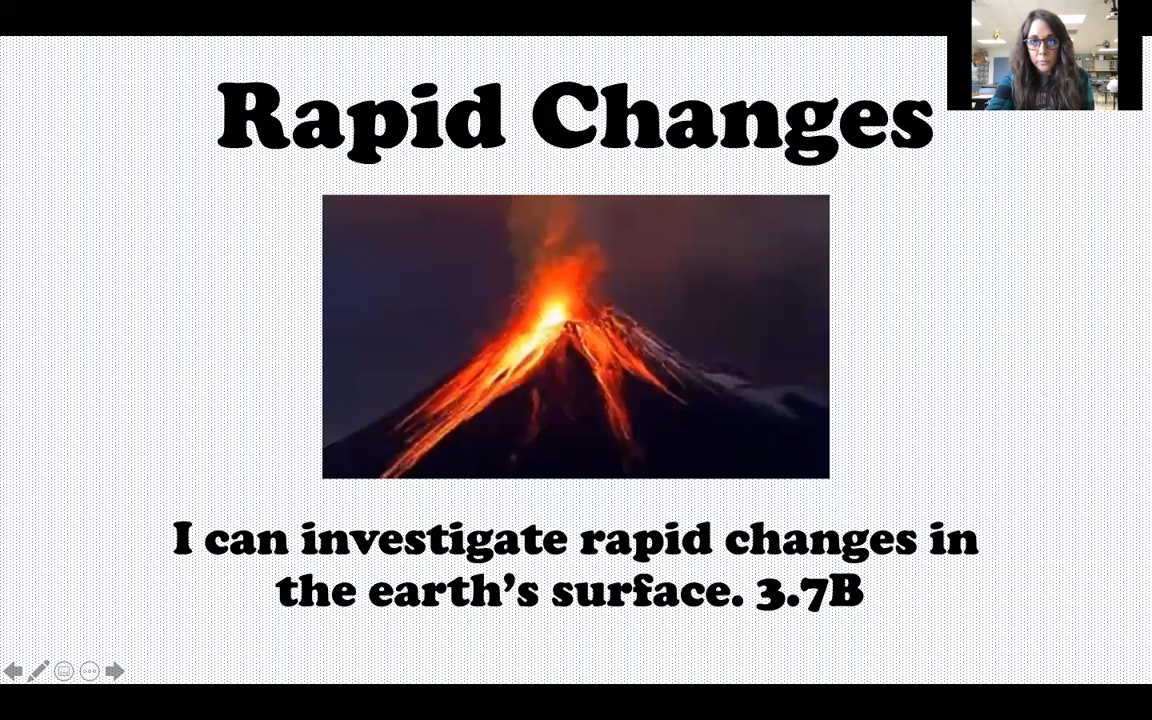 Rapid Changes
I can investigate rapid changes in
the earth's surface. 3.7B